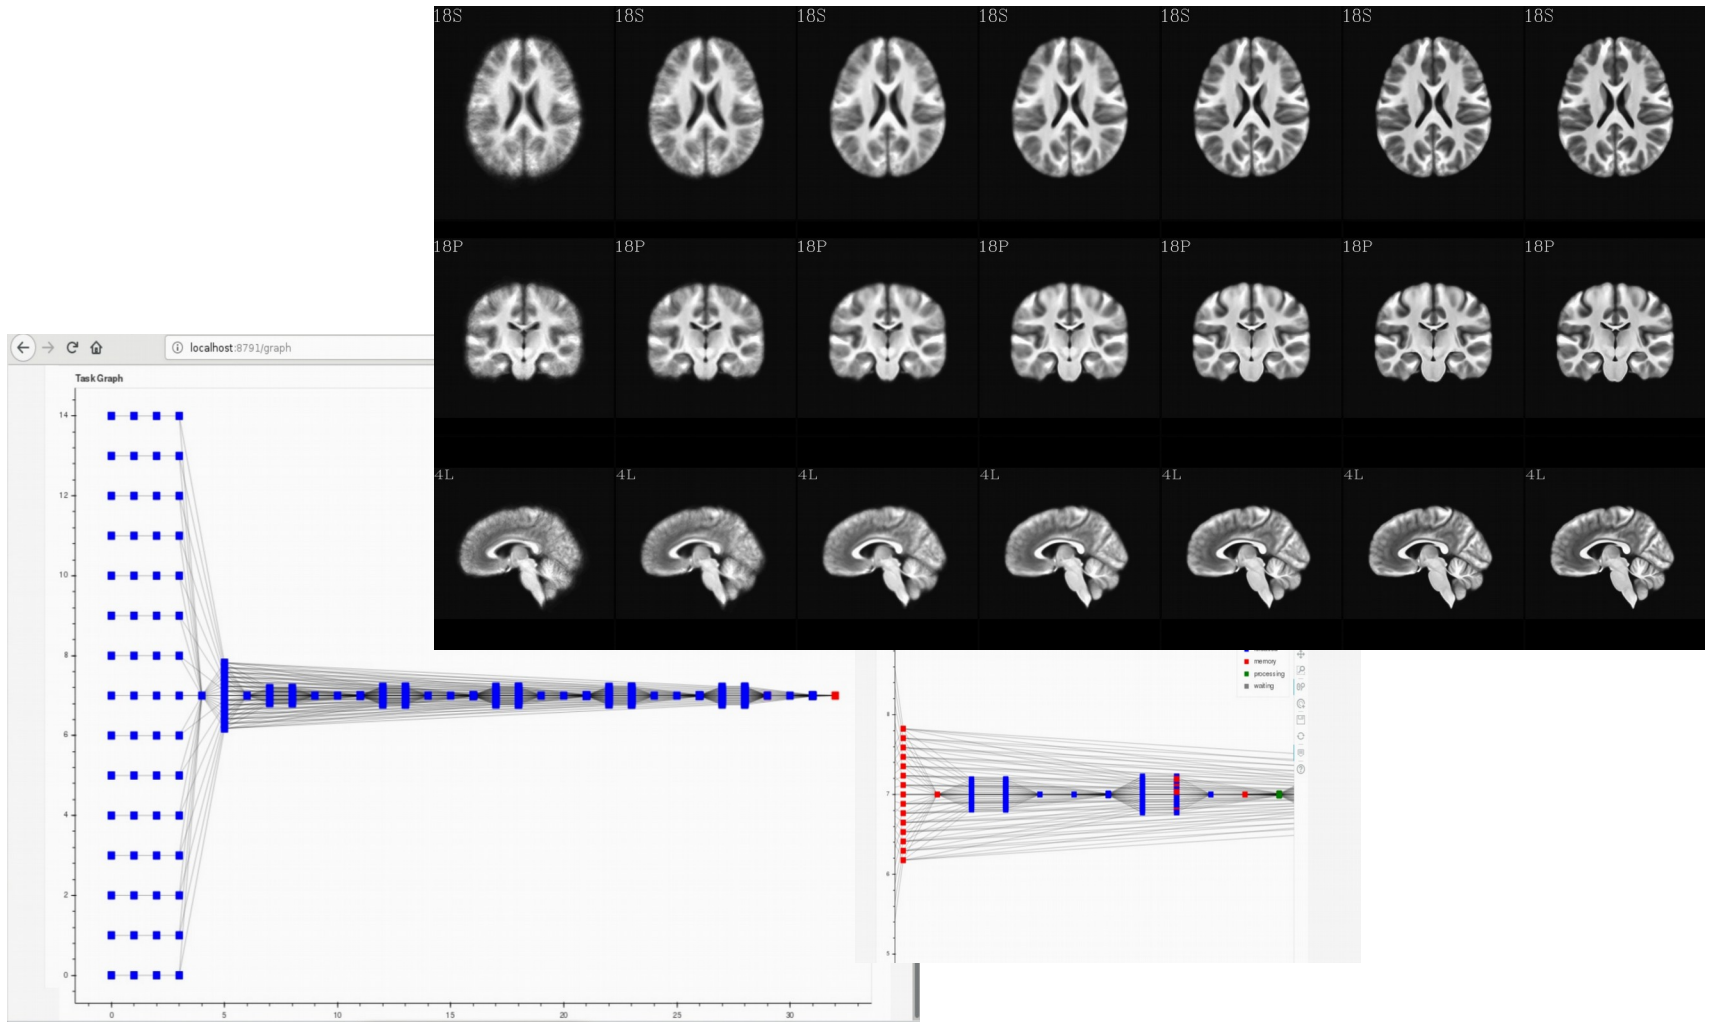 18S 18S 18S 18S 18S 18S 18S
18P 18P 18P 18P 18P 18P 18P
4L 4L 4L 4L 4L 4L 4L
localhost:8791/graph
Task Graph
14
12
10
8
6
4
2
0
0 5 10 15 20 25 30
memory
processing
waiting
8
7
6
5